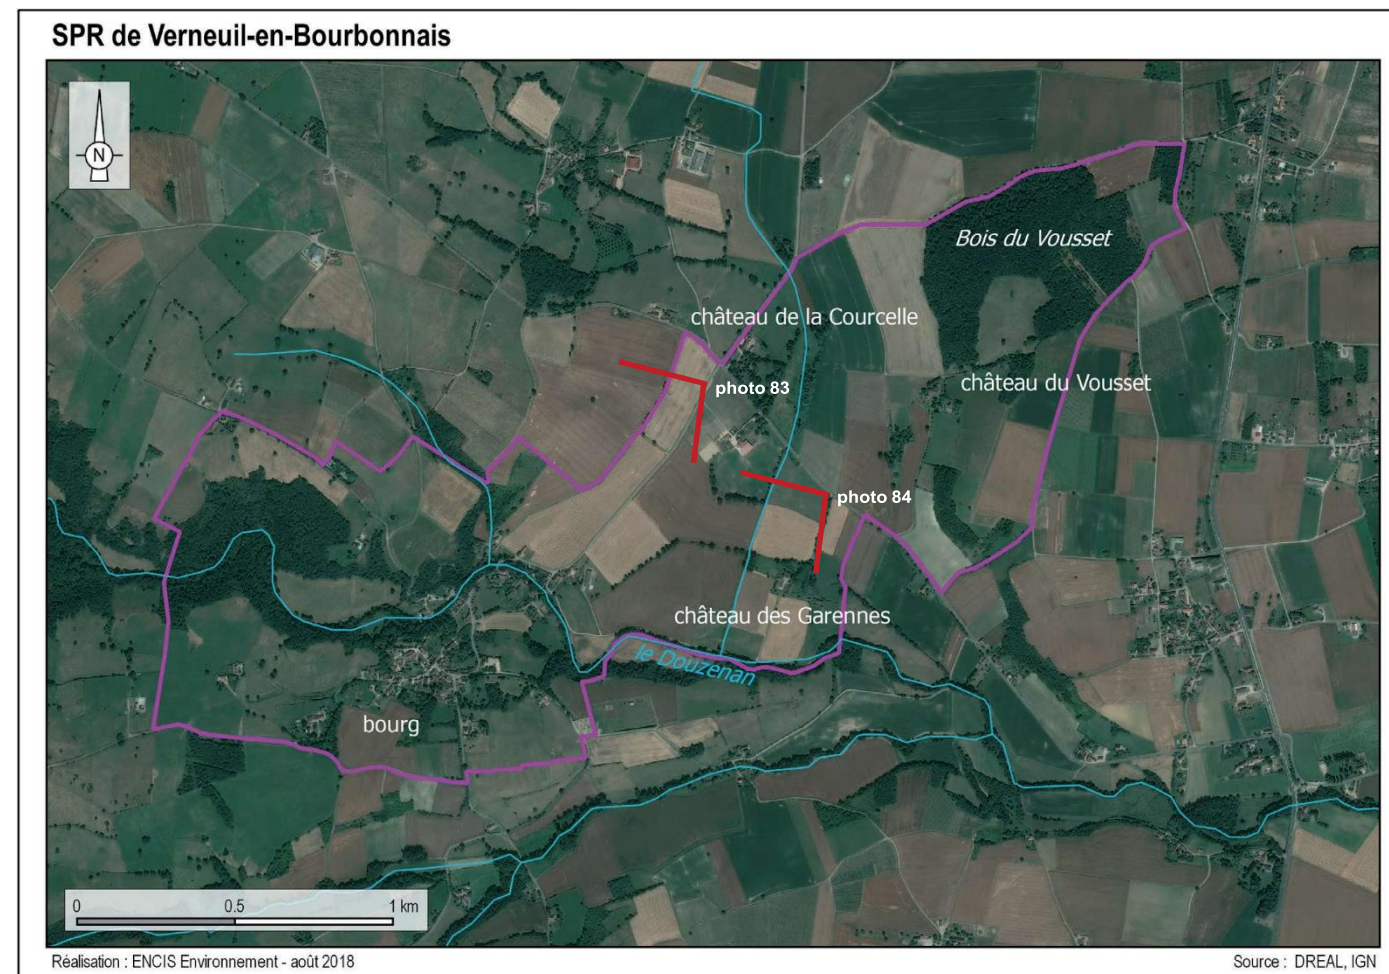 SPR de Verneuil-en-Bourbonnais
N
Bois du Vousset
château de la Courcelle
château du Vousset
photo 83
photo 84
château des Garennes
le Douzenan
bourg
0 0.5 1 km
Réalisation : ENCIS Environnement - août 2018
Source : DREAL, IGN